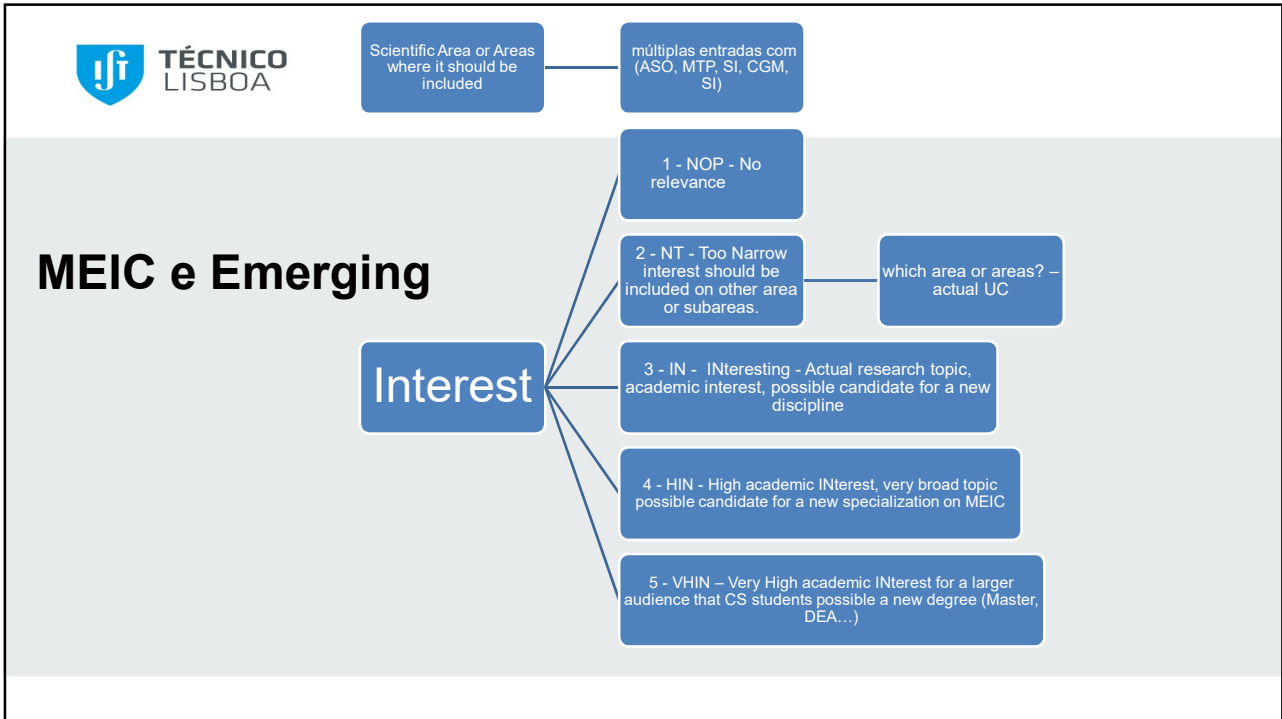 TÉCNICO
LISBOA
Scientific Area or Areas
where it should be
included
múltiplas entradas com
(ASO, MTP, SI, CGM,
SI)
MEIC e Emerging
Interest
1 - NOP - No
relevance
2 - NT - Too Narrow
interest should be
included on other area
or subareas.
which area or areas? –
actual UC
3 - IN -  INteresting - Actual research topic,
academic interest, possible candidate for a new
discipline
4 - HIN - High academic INterest, very broad topic
possible candidate for a new specialization on MEIC
5 - VHIN – Very High academic INterest for a larger
audience that CS students possible a new degree (Master,
DEA…)